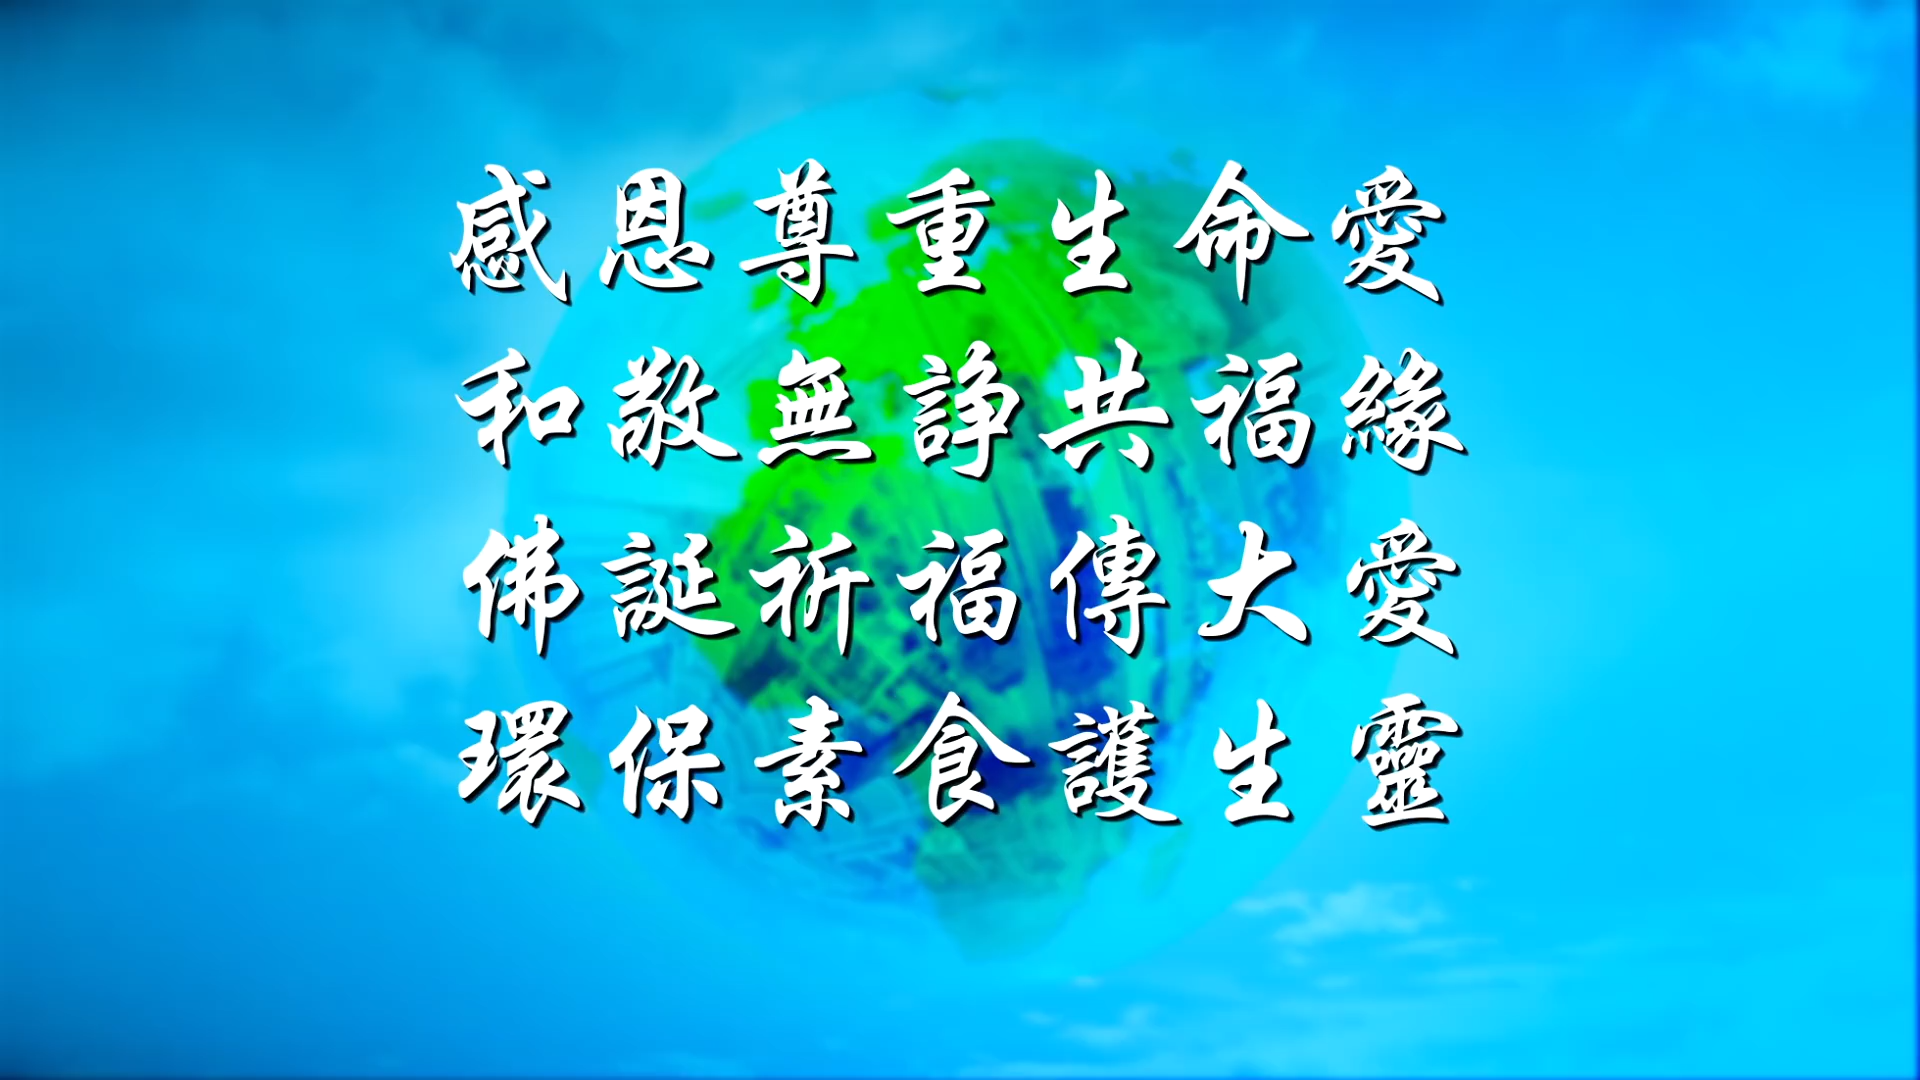 感恩尊重生命愛
和敬無諍共福緣
佛誕祈福傳大愛
環保素食護生靈